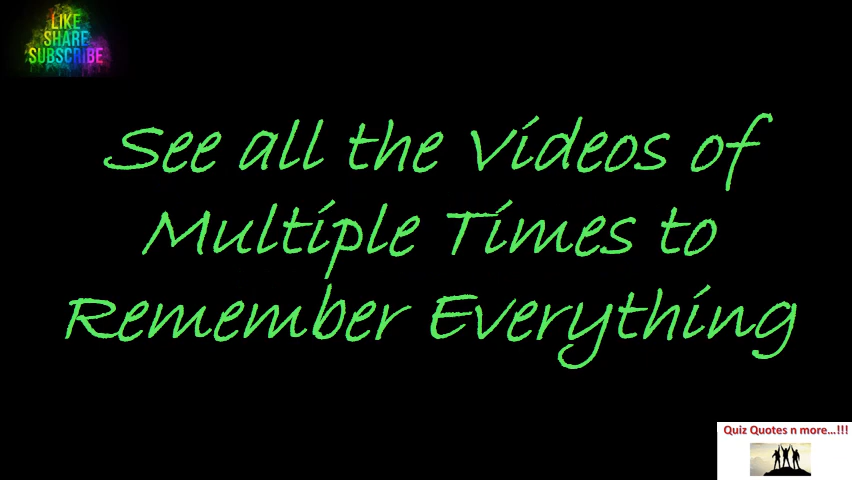 LIKE
SHARE
SUBSCRIBE
See all the Videos of
Multiple Times to
Remember Everything
Quiz Quotes n more...!!!